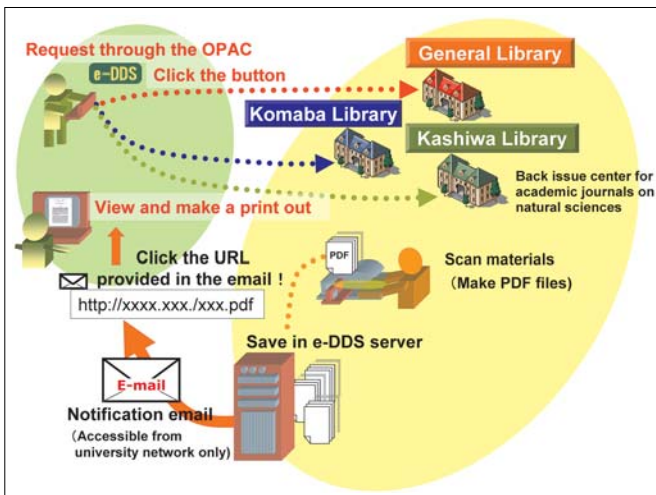 Request through the OPAC
e-DDS Click the button
General Library
Komaba Library
Kashiwa Library
Back issue center for
academic journals on
natural sciences
View and make a print out
Click the URL
provided in the email !
http://xxxx.xxx./xxx.pdf
PDF
Scan materials
(Make PDF files)
Save in e-DDS server
E-mail
Notification email
(Accessible from
university network only)